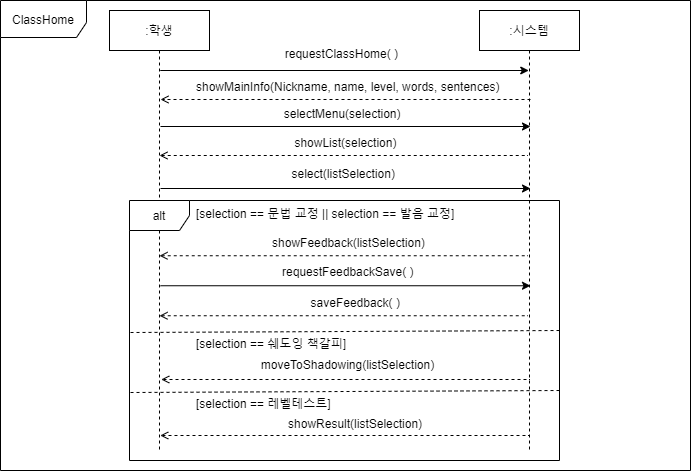 ClassHome
:학생
:시스템
requestClassHome( )
showMainInfo(Nickname, name, level, words, sentences)
selectMenu(selection)
showList(selection)
select(listSelection)
alt
[selection == 문법 교정 || selection == 발음 교정]
showFeedback(listSelection)
requestFeedbackSave( )
saveFeedback( )
[selection == 쉐도잉 책갈피]
moveToShadowing(listSelection)
[selection == 레벨테스트]
showResult(listSelection)